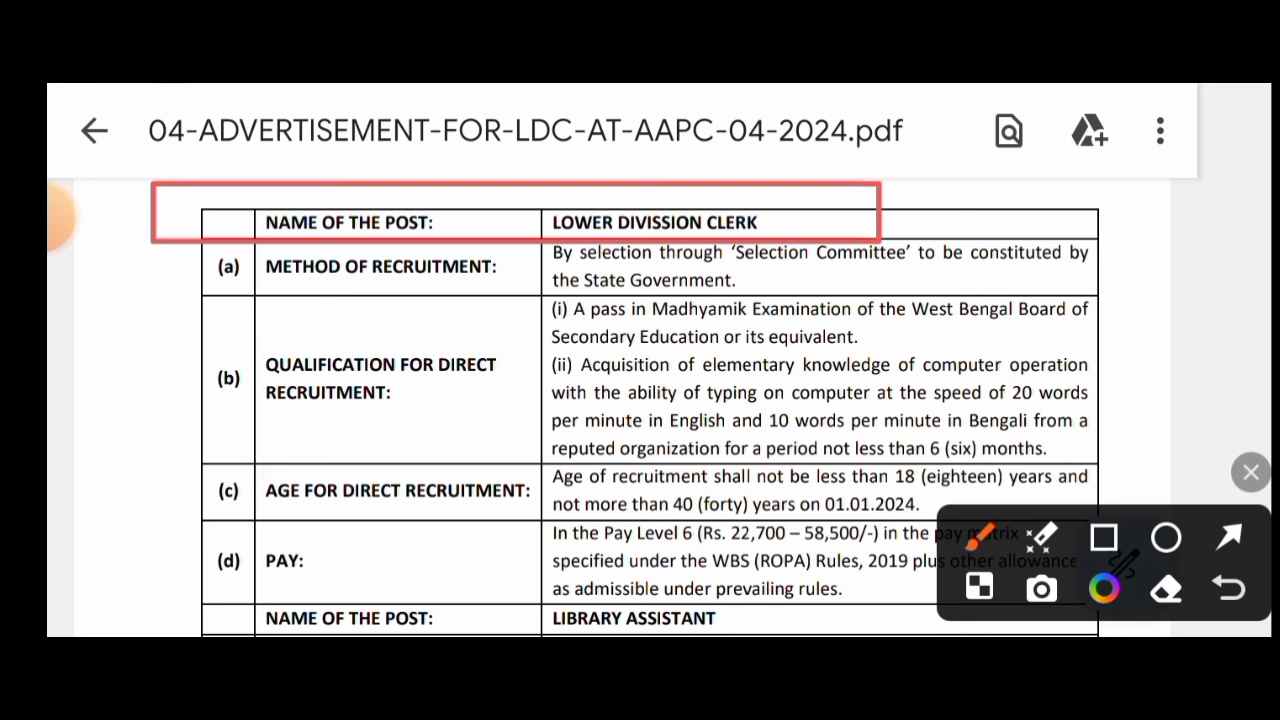 04-ADVERTISEMENT-FOR-LDC-AT-AAPC-04-2024.pdf
NAME OF THE POST: LOWER DIVISSION CLERK
(a) METHOD OF RECRUITMENT: By selection through ‘Selection Committee’ to be constituted by
the State Government.
(b) QUALIFICATION FOR DIRECT RECRUITMENT: (i) A pass in Madhyamik Examination of the West Bengal Board of
Secondary Education or its equivalent.
(ii) Acquisition of elementary knowledge of computer operation
with the ability of typing on computer at the speed of 20 words
per minute in English and 10 words per minute in Bengali from a
reputed organization for a period not less than 6 (six) months.
(c) AGE FOR DIRECT RECRUITMENT: Age of recruitment shall not be less than 18 (eighteen) years and
not more than 40 (forty) years on 01.01.2024.
(d) PAY: In the Pay Level 6 (Rs. 22,700 – 58,500/-) in the pay matrix
specified under the WBS (ROPA) Rules, 2019 plus other allowance
as admissible under prevailing rules.
NAME OF THE POST: LIBRARY ASSISTANT